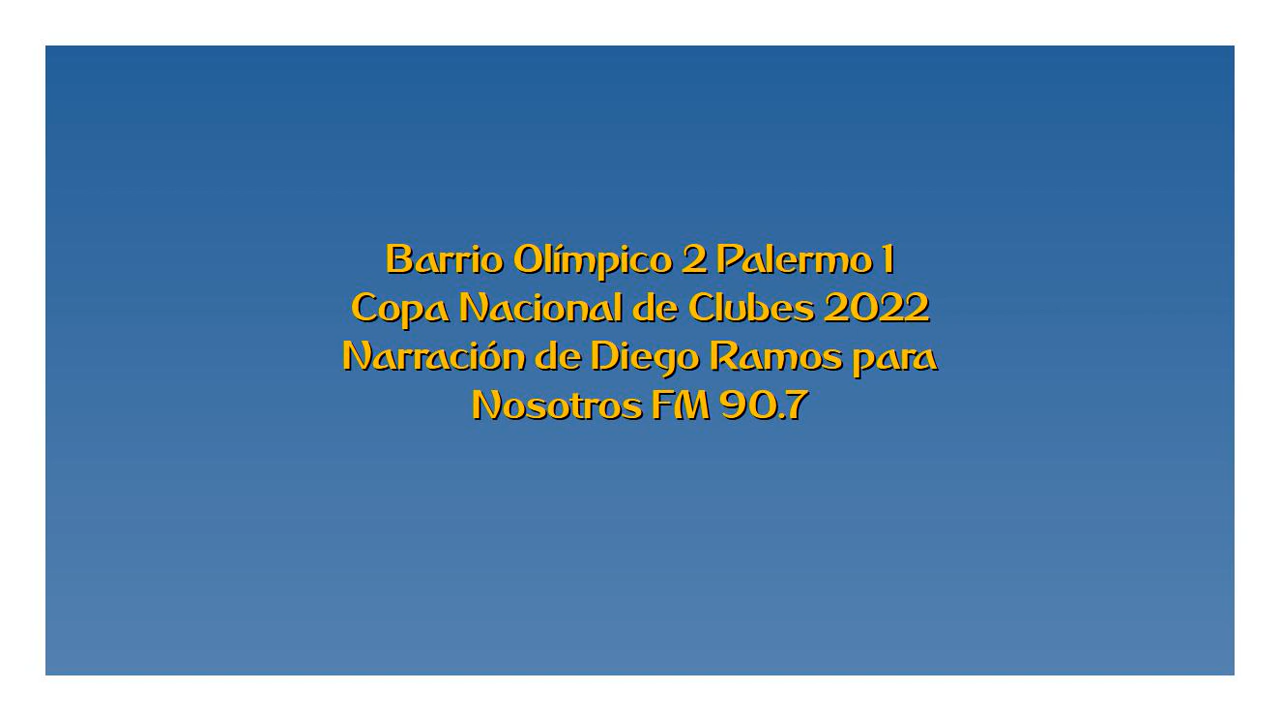 Barrio Olímpico 2 Palermo 1
Copa Nacional de Clubes 2022
Narración de Diego Ramos para
Nosotros FM 90.7